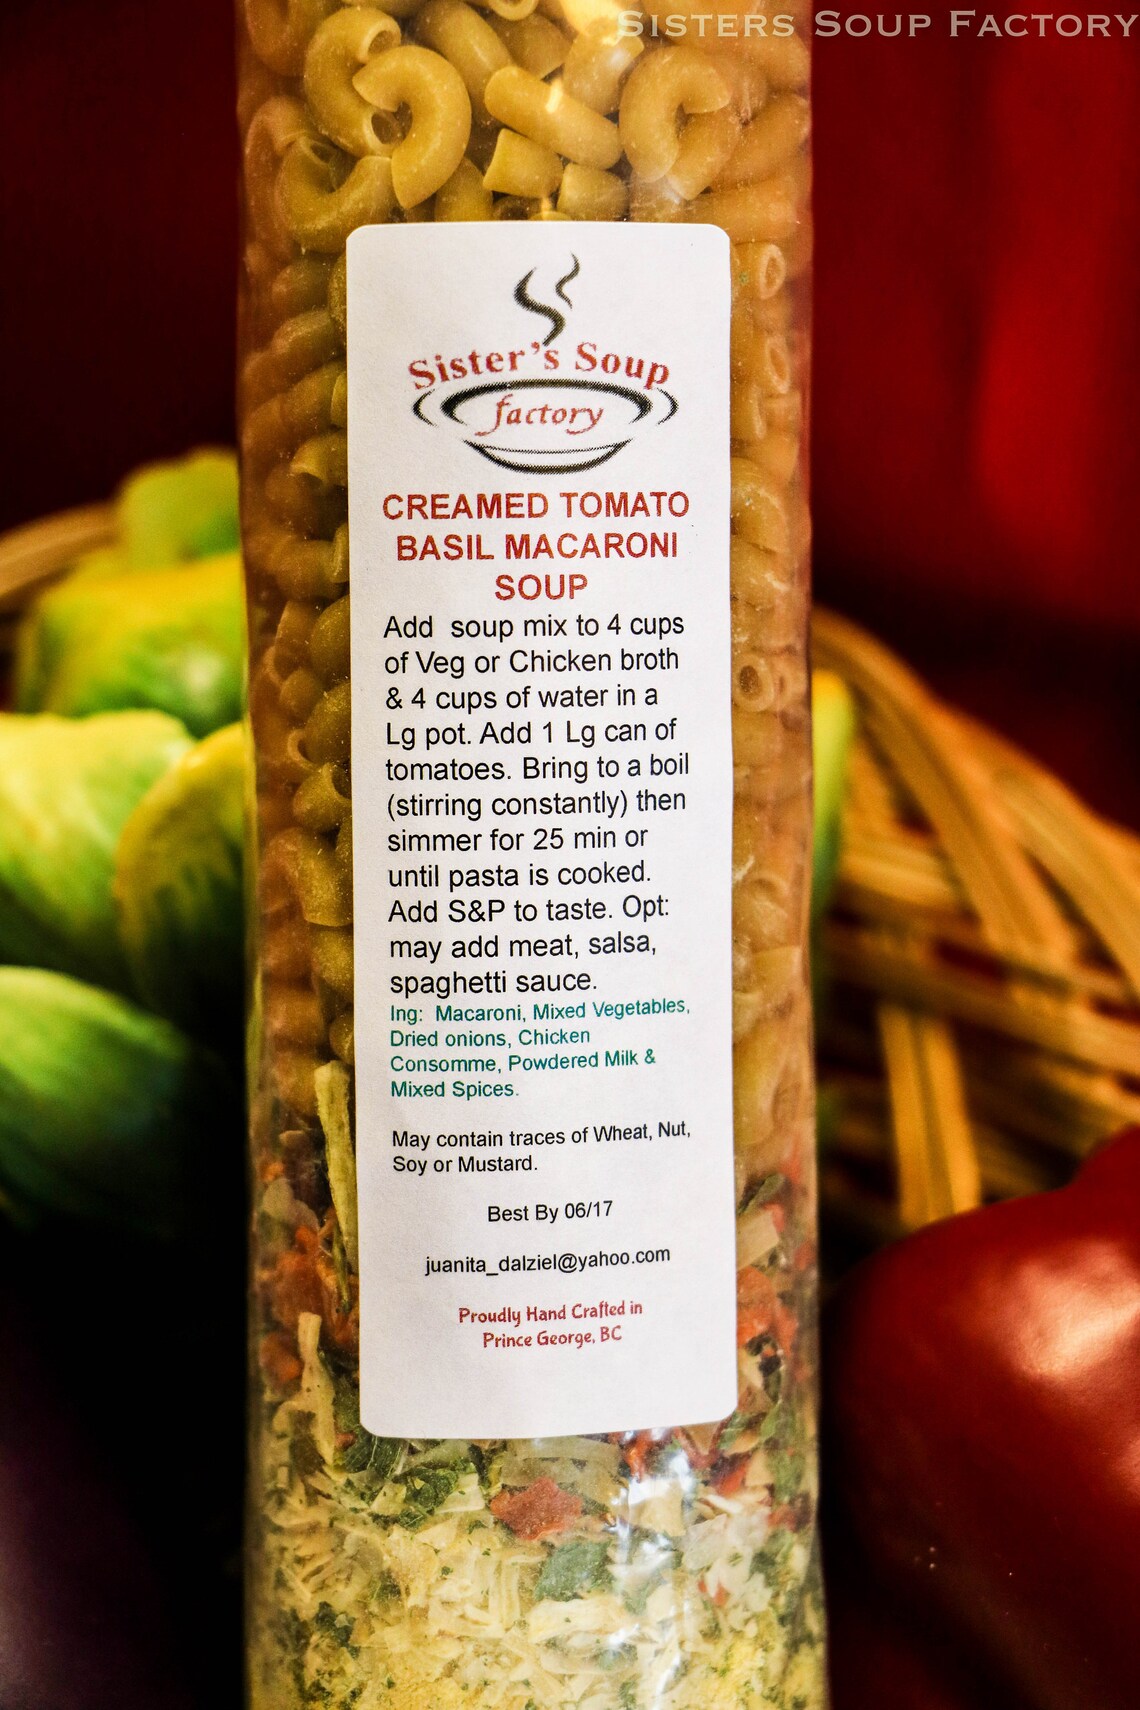 SISTERS SOUP FACTORY
Sister's Soup
factory
CREAMED TOMATO
BASIL MACARONI
SOUP
Add  soup mix to 4 cups
of Veg or Chicken broth
& 4 cups of water in a
Lg pot. Add 1 Lg can of
tomatoes. Bring to a boil
(stirring constantly) then
simmer for 25 min or
until pasta is cooked.
Add S&P to taste. Opt:
may add meat, salsa,
spaghetti sauce.
Ing:  Macaroni, Mixed Vegetables,
Dried onions, Chicken
Consomme, Powdered Milk &
Mixed Spices.
May contain traces of Wheat, Nut,
Soy or Mustard.
Best By 06/17
juanita_dalziel@yahoo.com
Proudly Hand Crafted in
Prince George, BC